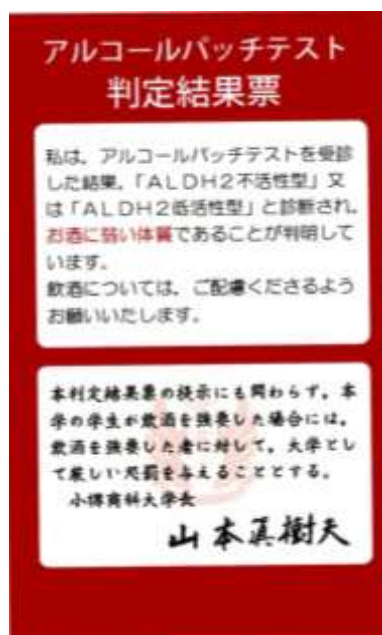 アルコールパッチテスト
判定結果票
私は、アルコールパッチテストを受診
した結果、「ALDH2不活性型」又
は「ALDH2低活性型」と診断され、
お酒に弱い体質であることが判明して
います。
飲酒については、ご配慮くださるよう
お願いいたします。
本判定結果票の提示にも関わらず、本
学の学生が飲酒を強要した場合には、
飲酒を強要した者に対して、大学とし
て厳しい処罰を与えることとする。
小樽商科大学長
山本眞樹夫